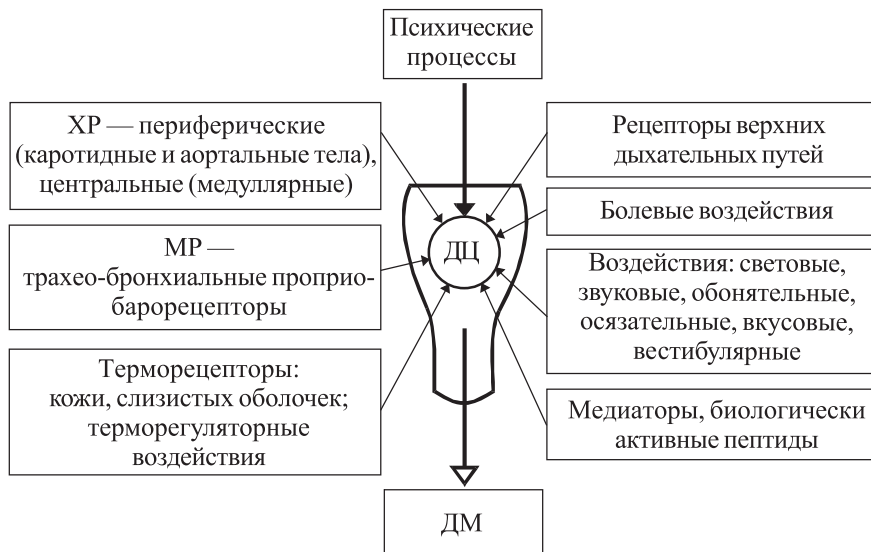 Психические
процессы
ХР — периферические
(каротидные и аортальные тела),
центральные (медуллярные)
МР —
трахео-бронхиальные проприо-
барорецепторы
Терморецепторы:
кожи, слизистых оболочек;
терморегуляторные
воздействия
ДЦ
Рецепторы верхних
дыхательных путей
Болевые воздействия
Воздействия: световые,
звуковые, обонятельные,
осязательные, вкусовые,
вестибулярные
Медиаторы, биологически
активные пептиды
ДМ